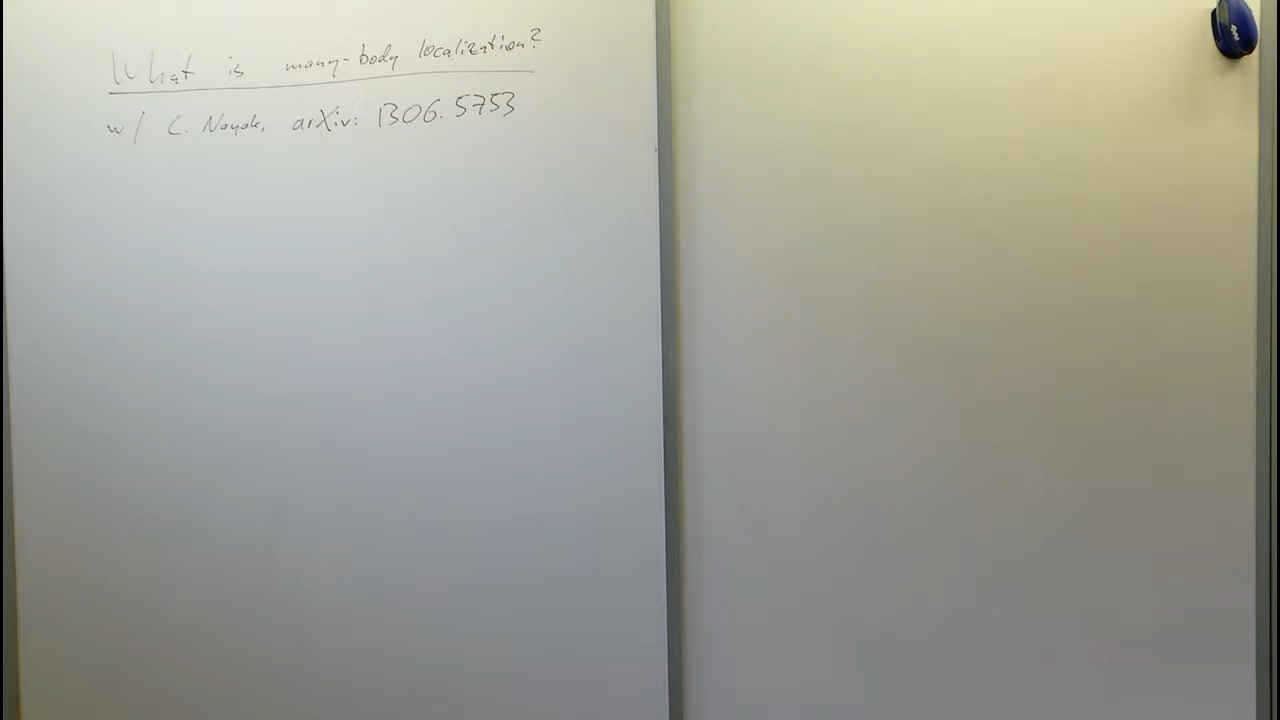 What is many-body localization?
w/ C. Nayak, arXiv: 1306.5753